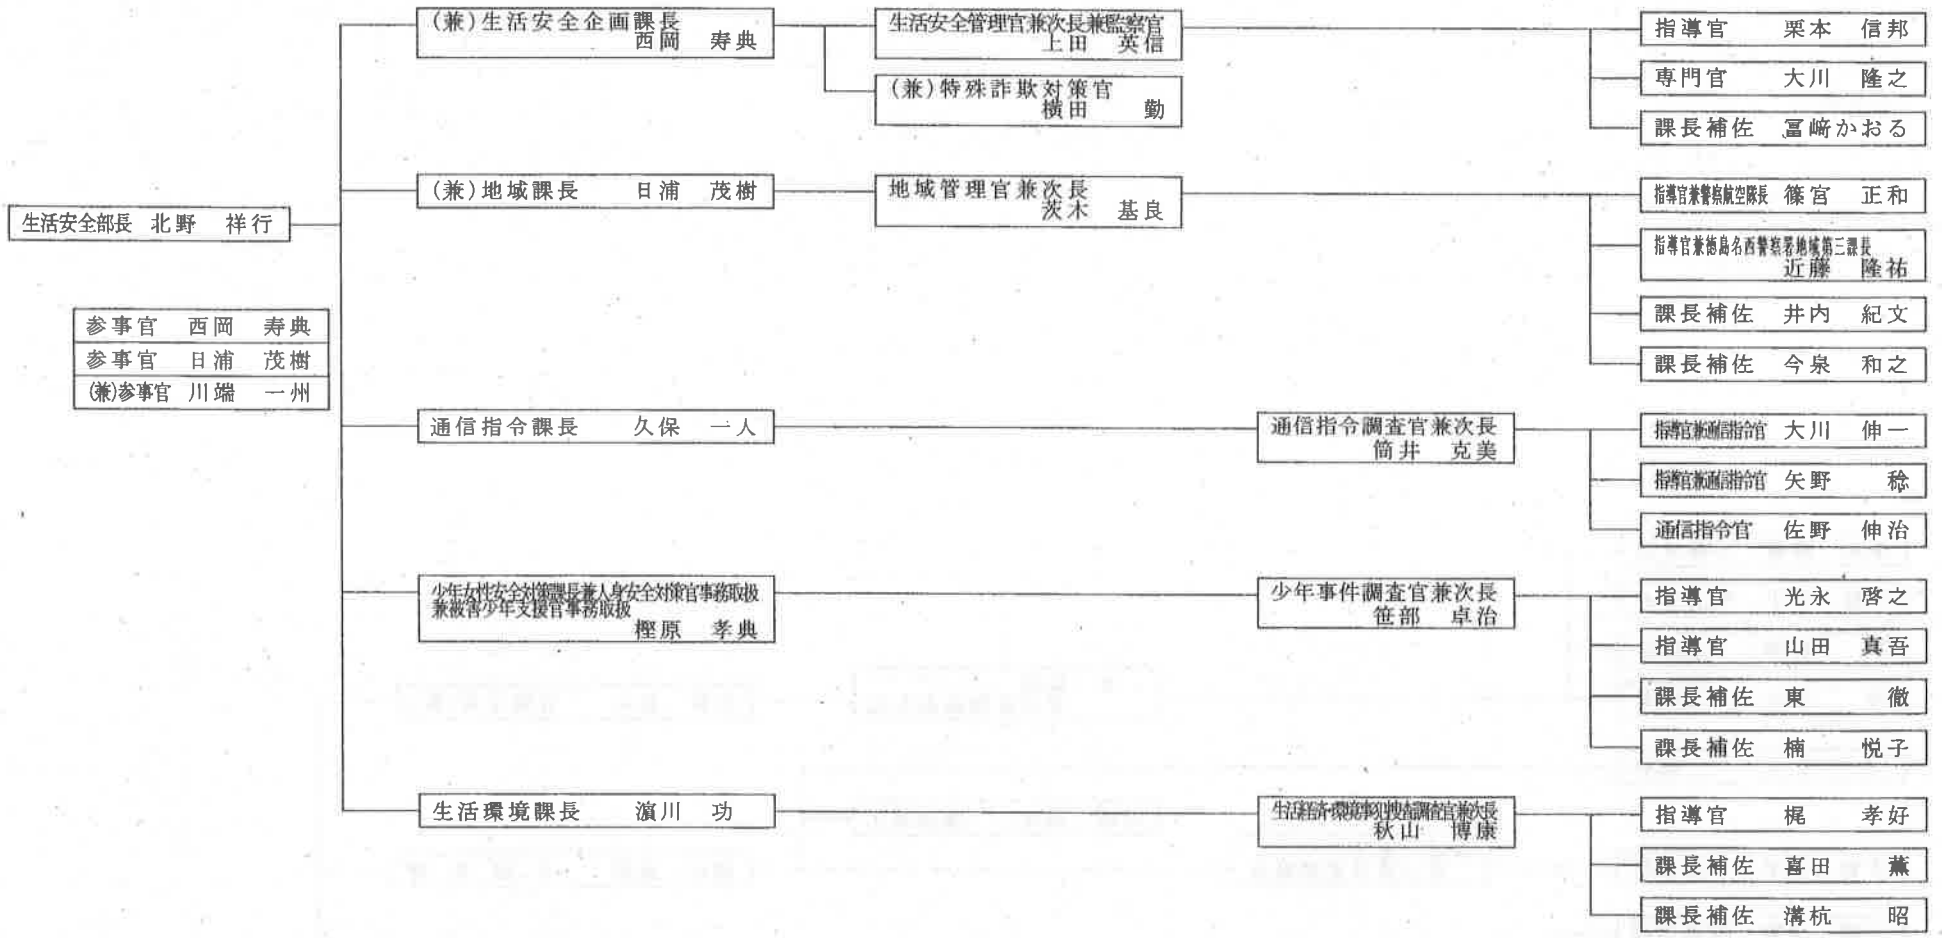 生活安全部長 北野 祥行
参事官 西岡 寿典
参事官 日浦 茂樹
(兼)参事官 川端 一州
(兼)生活安全企画課長
西岡 寿典
生活安全管理官兼次長兼監察官
上田 英信
(兼)特殊詐欺対策官
横田 勤
指導官 栗本 信邦
専門官 大川 隆之
課長補佐 冨﨑かおる
(兼)地域課長 日浦 茂樹
地域管理官兼次長
茨木 基良
指導官兼警察航空隊長 篠宮 正和
指導官兼徳島名西警察署地域第三課長
近藤 隆祐
課長補佐 井内 紀文
課長補佐 今泉 和之
通信指令課長 久保 一人
通信指令調査官兼次長
筒井 克美
指導官兼通信指令官 大川 伸一
指導官兼通信指令官 矢野 稔
通信指令官 佐野 伸治
少年女性安全対策課長兼人身安全対策官事務取扱
兼被害少年支援官事務取扱
樫原 孝典
少年事件調査官兼次長
笹部 卓治
指導官 光永 啓之
指導官 山田 真吾
課長補佐 東 徹
課長補佐 楠 悦子
生活環境課長 濵川 功
生活経済・環境事犯捜査調査官兼次長
秋山 博康
指導官 梶 孝好
課長補佐 喜田 薫
課長補佐 溝杭 昭